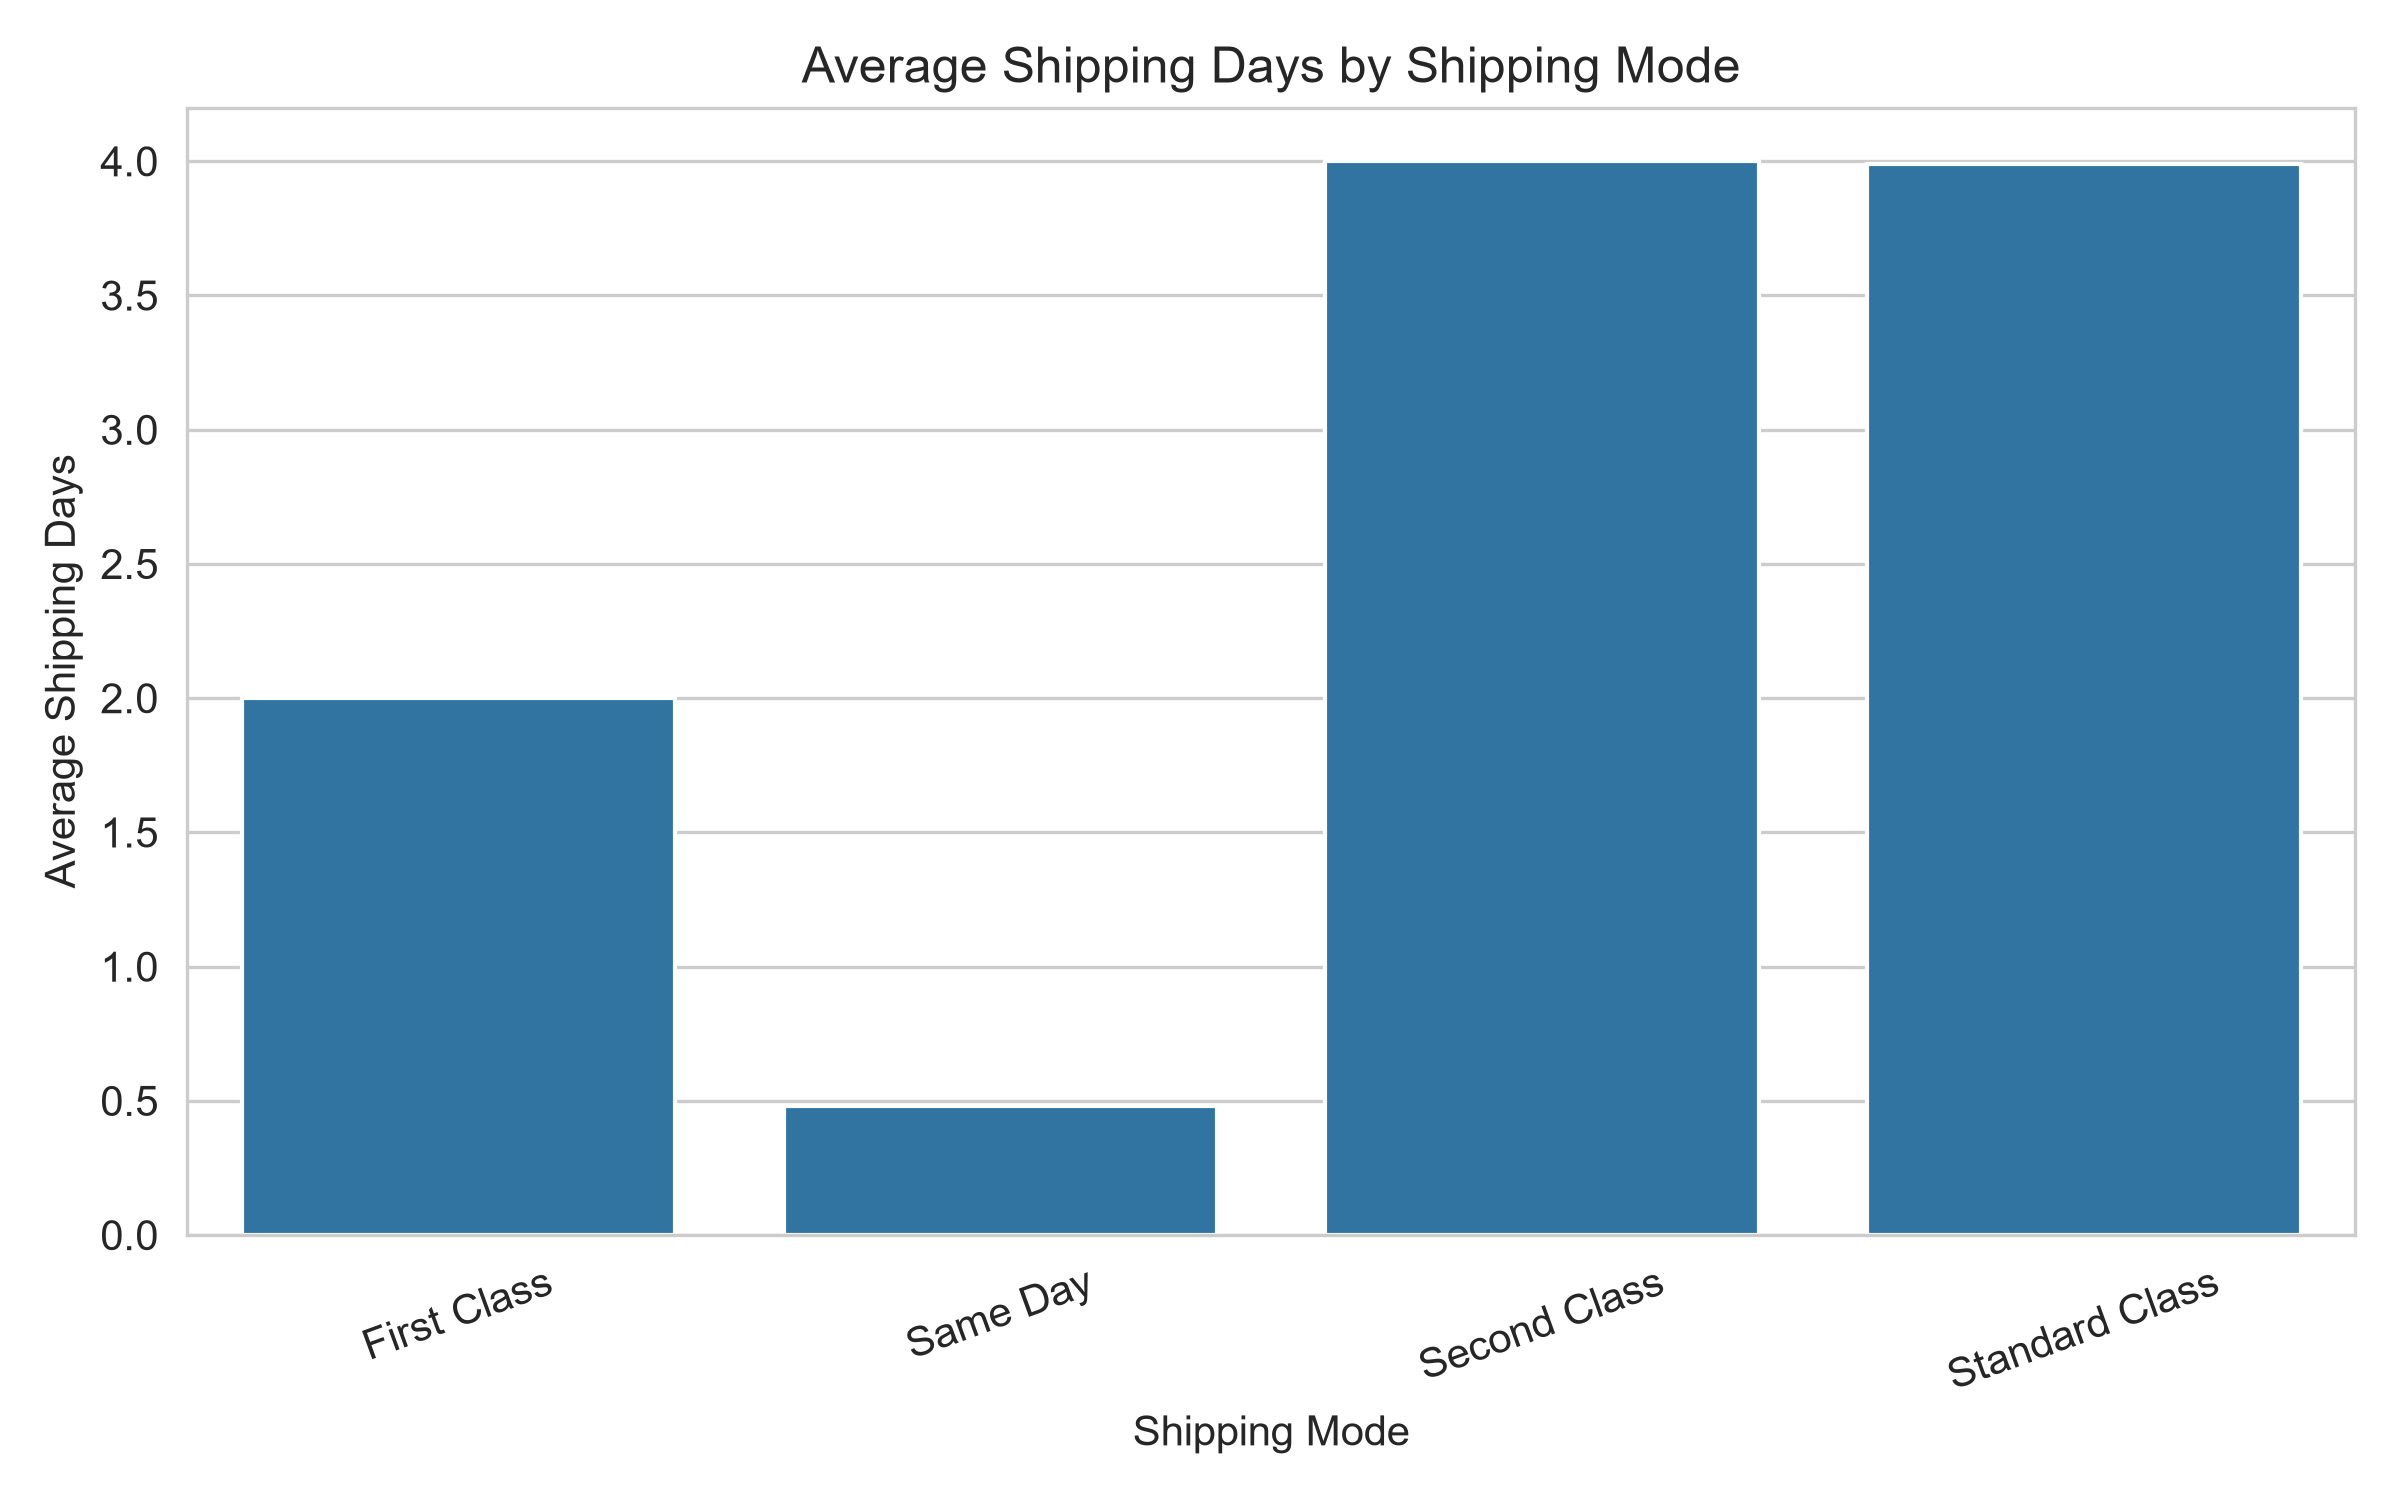 Average Shipping Days by Shipping Mode
Average Shipping Days
4.0
3.5
3.0
2.5
2.0
1.5
1.0
0.5
0.0
First Class
Same Day
Second Class
Standard Class
Shipping Mode